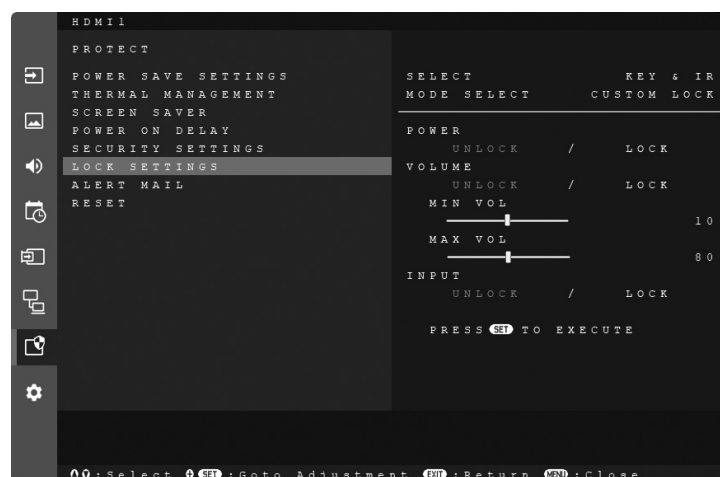 HDMI1
PROTECT
POWER SAVE SETTINGS
THERMAL MANAGEMENT
SCREEN SAVER
POWER ON DELAY
SECURITY SETTINGS
LOCK SETTINGS
ALERT MAIL
RESET
SELECT KEY & IR
MODE SELECT CUSTOM LOCK
POWER
UNLOCK / LOCK
VOLUME
UNLOCK / LOCK
MIN VOL
10
MAX VOL
80
INPUT
UNLOCK / LOCK
PRESS SET TO EXECUTE
:Select SET :Goto Adjustment EXIT :Return MENU :Close